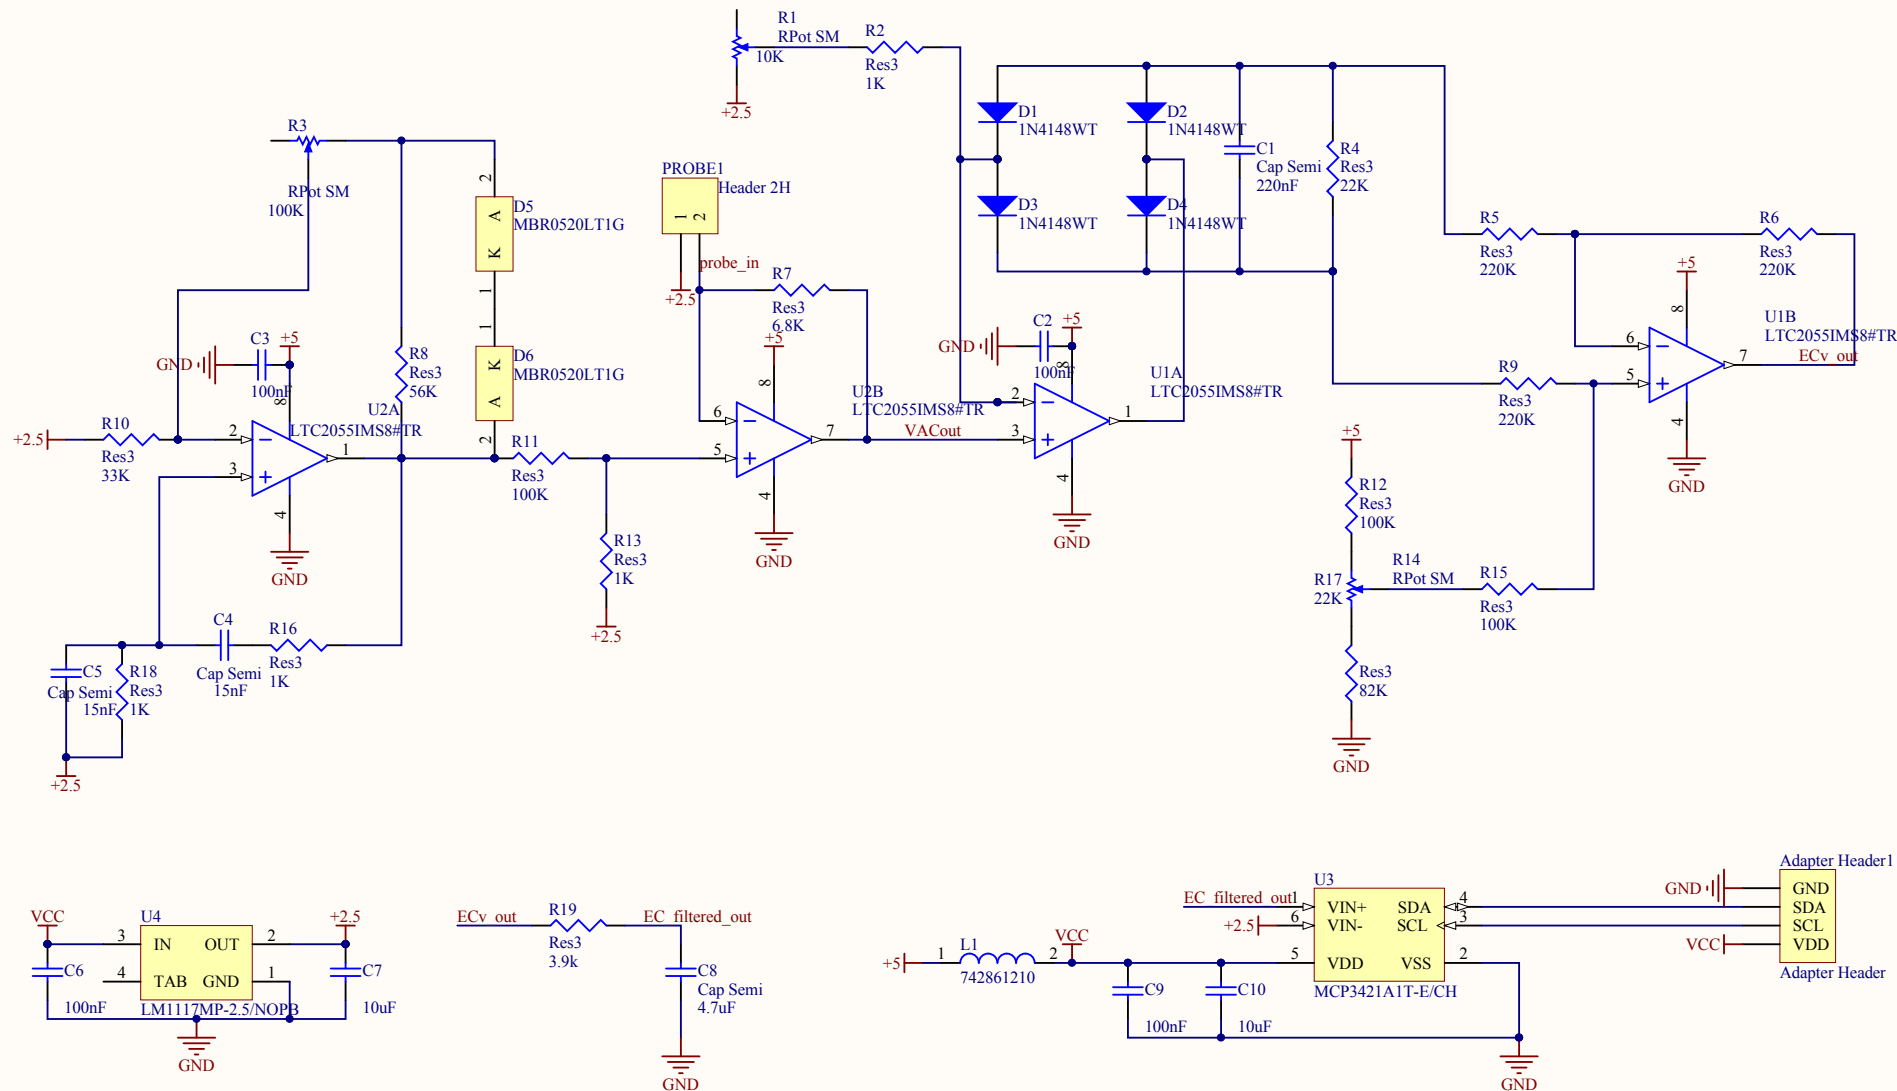 R1
RPot SM
10K
+2.5
R2
Res3
1K
D1
1N4148WT
D2
1N4148WT
D3
1N4148WT
D4
1N4148WT
C1
Cap Semi
220nF
R4
Res3
22K
R3
RPot SM
100K
2
A
K
1
D5
MBR0520LT1G
1
K
A
2
D6
MBR0520LT1G
PROBE1
Header 2H
1
2
probe_in
+2.5
R7
Res3
6.8K
R5
Res3
220K
R6
Res3
220K
C3
100nF
GND
+5
8
R8
Res3
56K
U2A
LTC2055IMS8#TR
+2.5
R10
Res3
33K
2
3
1
4
GND
R11
Res3
100K
R13
Res3
1K
+2.5
+5
8
U2B
LTC2055IMS8#TR
6
5
7
4
GND
VACout
GND
C2
100nF
+5
8
U1A
LTC2055IMS8#TR
2
3
1
4
GND
+5
8
U1B
LTC2055IMS8#TR
6
5
7
ECv_out
4
GND
R9
Res3
220K
+5
R12
Res3
100K
R17
22K
R14
RPot SM
R15
Res3
100K
Res3
82K
GND
C4
Cap Semi
15nF
R16
Res3
1K
C5
Cap Semi
15nF
R18
Res3
1K
+2.5
VCC
U4
3
IN
OUT
2
+2.5
4
TAB
GND
1
LM1117MP-2.5/NOPB
C6
100nF
C7
10uF
GND
ECv_out
R19
Res3
3.9k
EC_filtered_out
C8
Cap Semi
4.7uF
GND
+5
1
L1
742861210
2
VCC
C9
100nF
C10
10uF
EC_filtered_out
1
+2.5
6
5
U3
VIN+
SDA
VIN-
SCL
VDD
VSS
4
3
2
MCP3421A1T-E/CH
GND
Adapter Header1
GND
GND
SDA
SCL
VCC
VDD
Adapter Header